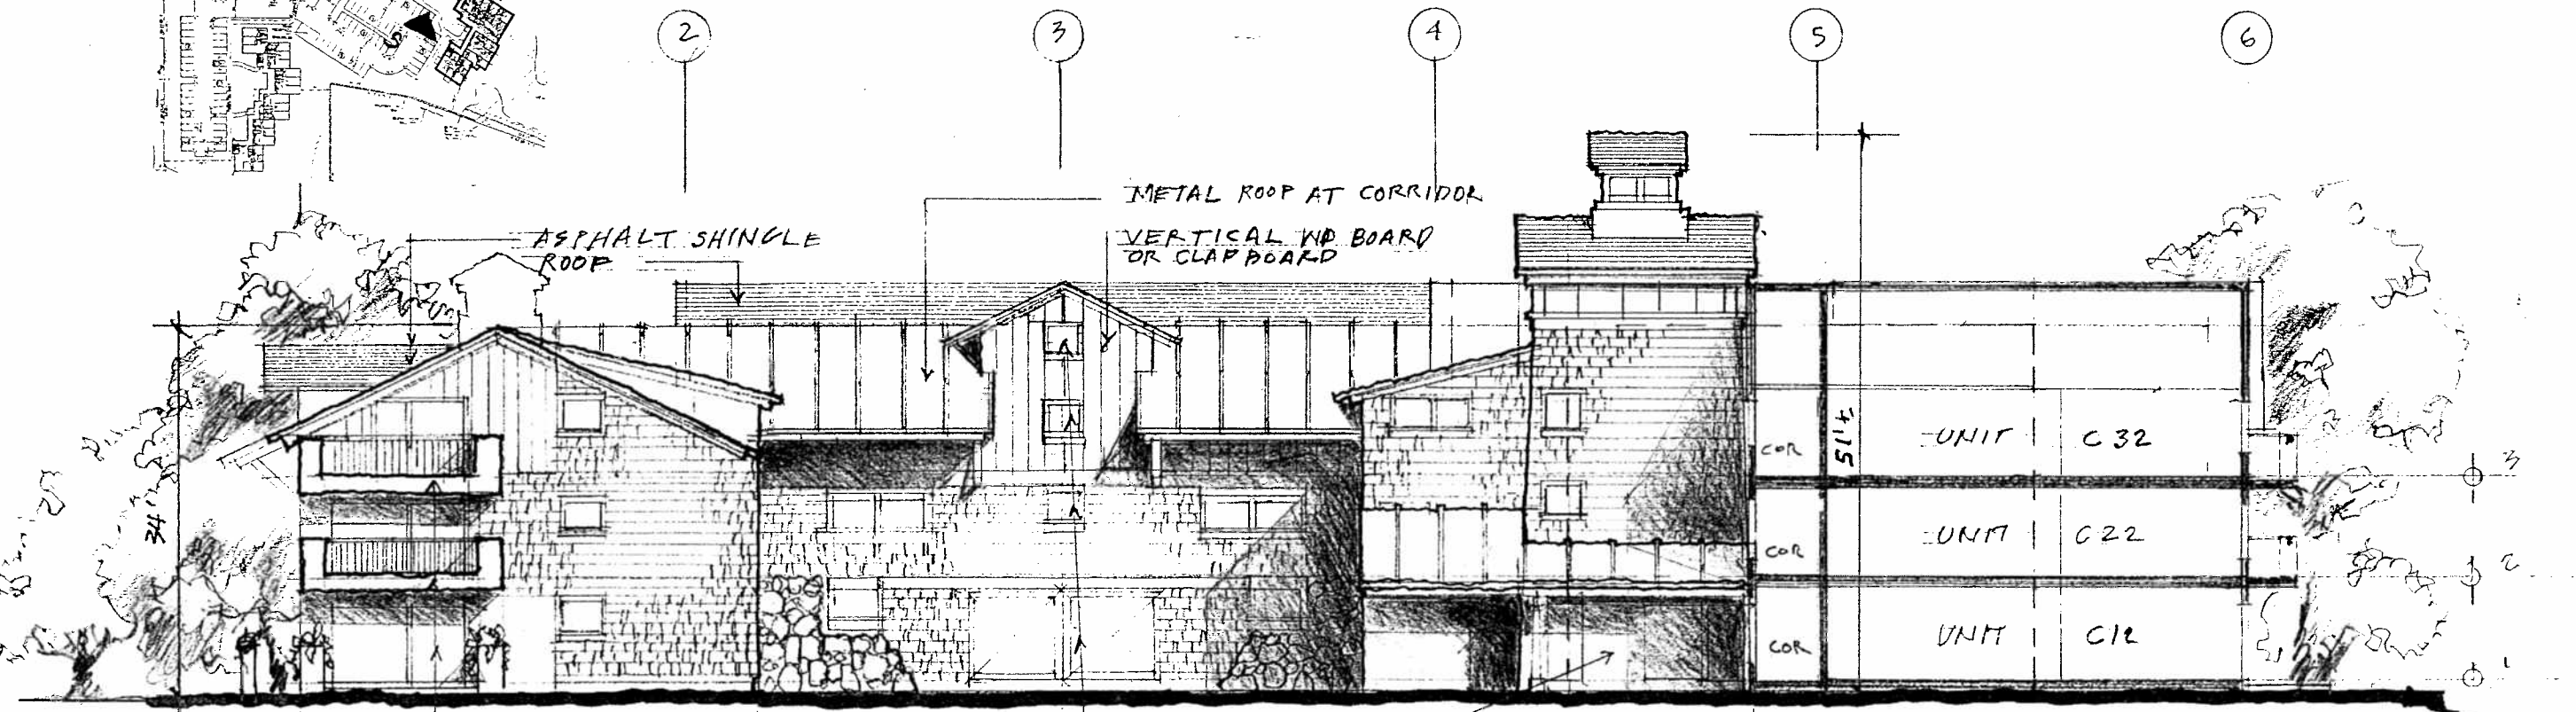 2
3
4
5
6
METAL ROOF AT CORRIDOR
ASPHALT SHINGLE
ROOF
VERTICAL WD BOARD
OR CLAPBOARD
34'
51'4
COR
UNIT C32
3
COR
UNIT C22
2
COR
UNIT C12
1